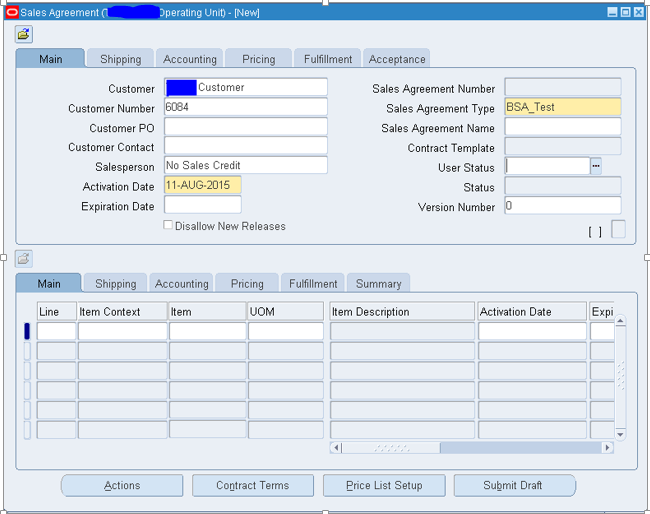 Sales Agreement (T Operating Unit) - [New]
Main Shipping Accounting Pricing Fulfillment Acceptance
Customer Customer Sales Agreement Number
Customer Number 6084 Sales Agreement Type BSA_Test
Customer PO Sales Agreement Name
Customer Contact Contract Template
Salesperson No Sales Credit User Status ...
Activation Date 11-AUG-2015 Status
Expiration Date Version Number 0
Disallow New Releases [ ]
Main Shipping Accounting Pricing Fulfillment Summary
Line Item Context Item UOM Item Description Activation Date Expi
Actions Contract Terms Price List Setup Submit Draft